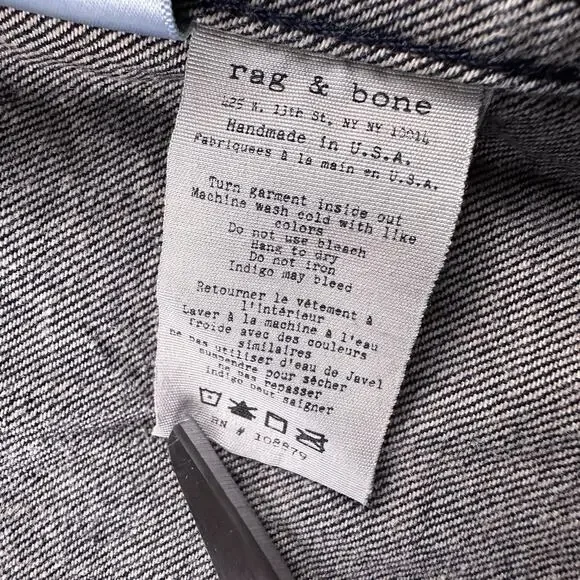 rag & bone
425 W. 13th St. NY NY 10014
Handmade in U.S.A.
Fabriquees à la main en U.S.A.
Turn garment inside out
Machine wash cold with like
colors
Do not use bleach
Hang to dry
Do not iron
Indigo may bleed
Retourner le vêtement à
l'intérieur
Laver à la machine à l'eau
froide avec des couleurs
similaires
ne pas utiliser d'eau de Javel
suspendre pour sécher
ne pas repasser
indigo peut saigner
RN # 108879